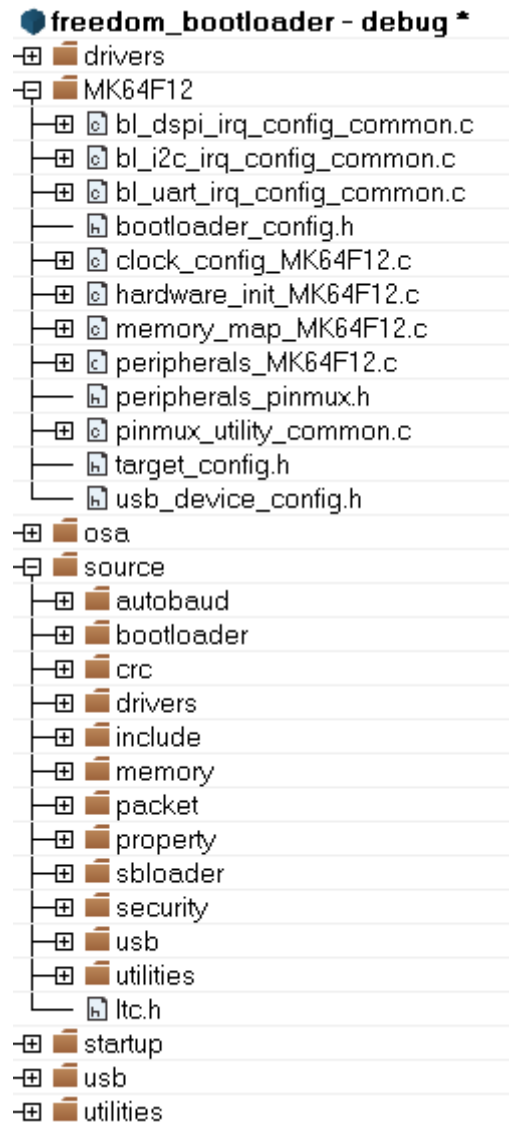 freedom_bootloader - debug *
drivers
MK64F12
bl_dspi_irq_config_common.c
bl_i2c_irq_config_common.c
bl_uart_irq_config_common.c
bootloader_config.h
clock_config_MK64F12.c
hardware_init_MK64F12.c
memory_map_MK64F12.c
peripherals_MK64F12.c
peripherals_pinmux.h
pinmux_utility_common.c
target_config.h
usb_device_config.h
osa
source
autobaud
bootloader
crc
drivers
include
memory
packet
property
sbloader
security
usb
utilities
ltc.h
startup
usb
utilities